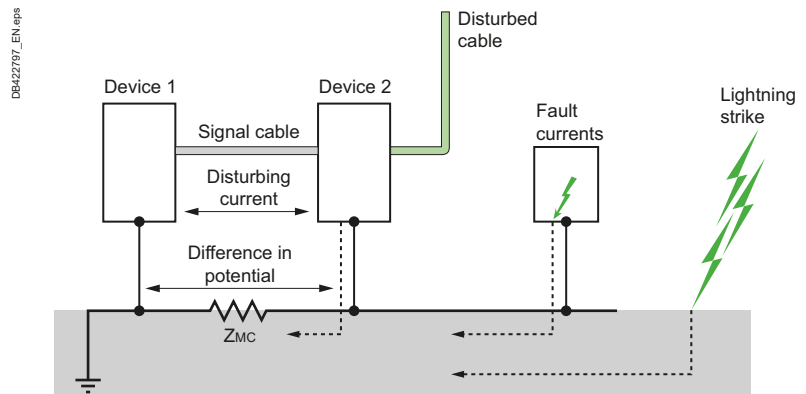 DB422797_EN.eps
Disturbed
cable
Device 1
Device 2
Signal cable
Fault
currents
Lightning
strike
Disturbing
current
Difference in
potential
ZMC